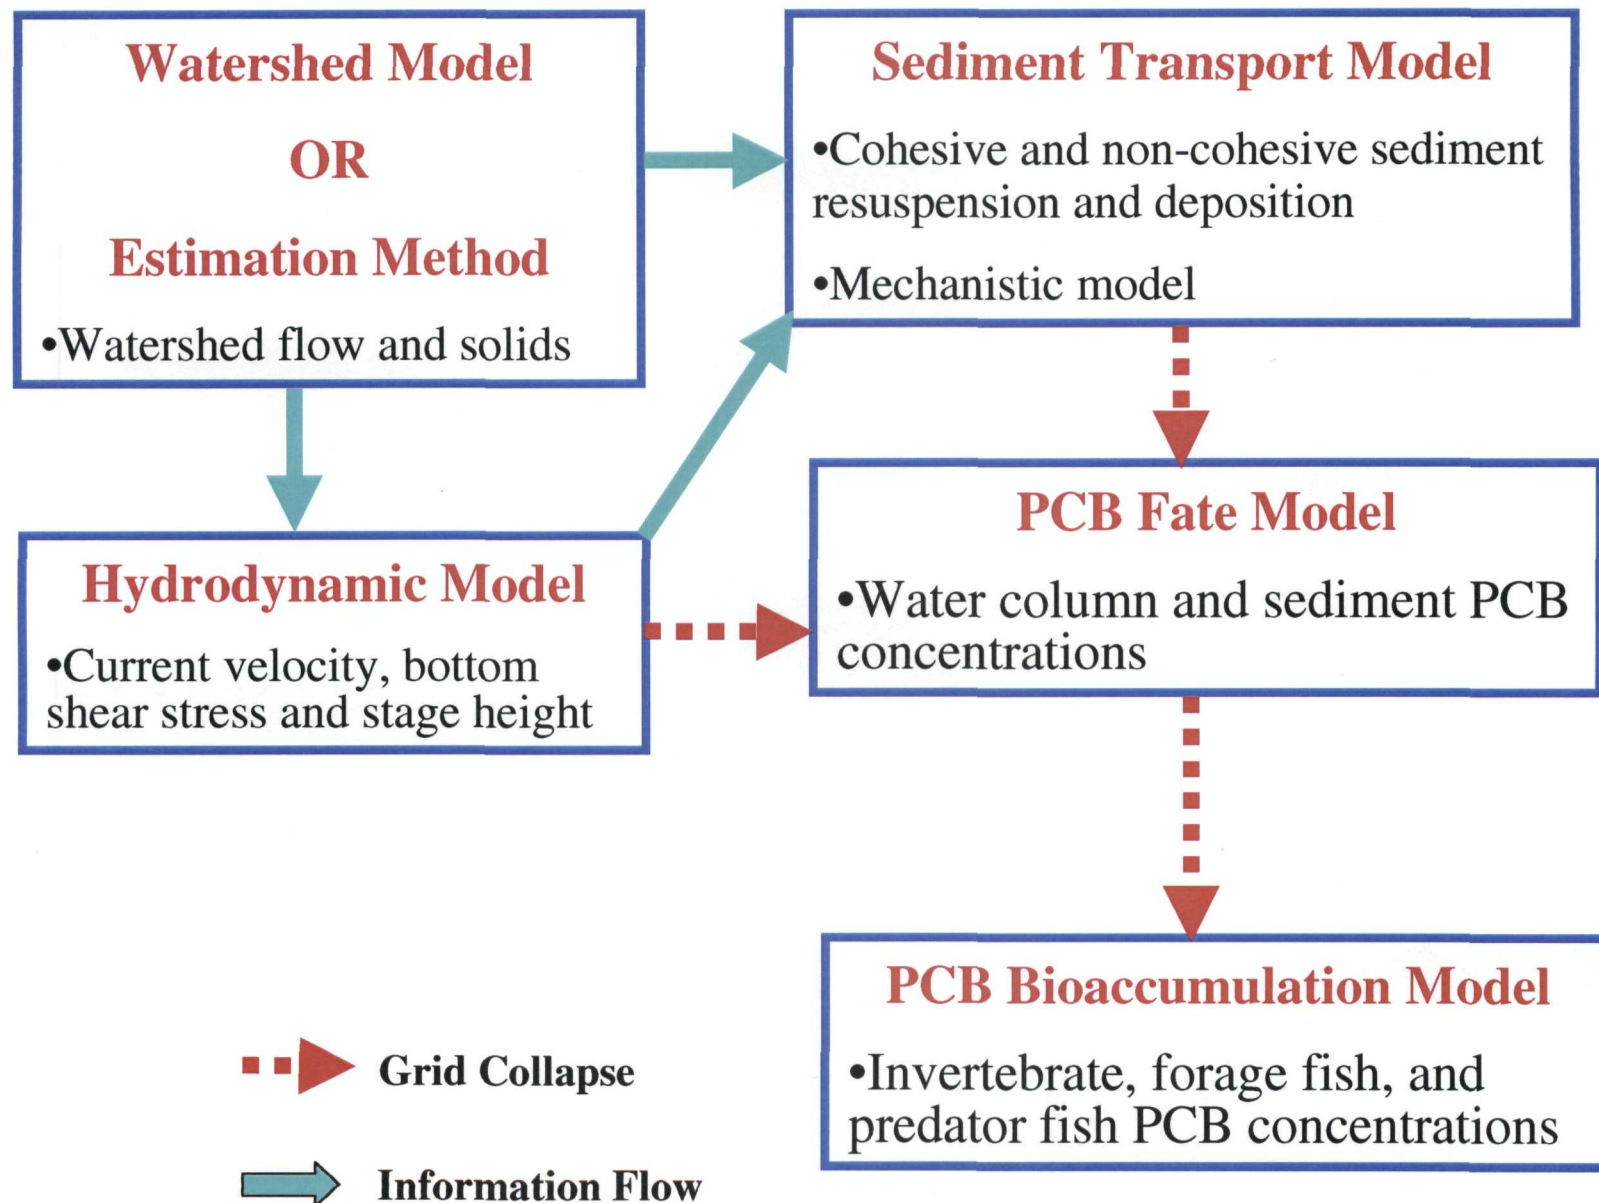 Watershed Model
OR
Estimation Method
•Watershed flow and solids
Sediment Transport Model
•Cohesive and non-cohesive sediment
resuspension and deposition
•Mechanistic model
Hydrodynamic Model
•Current velocity, bottom
shear stress and stage height
PCB Fate Model
•Water column and sediment PCB
concentrations
PCB Bioaccumulation Model
•Invertebrate, forage fish, and
predator fish PCB concentrations
Grid Collapse
Information Flow